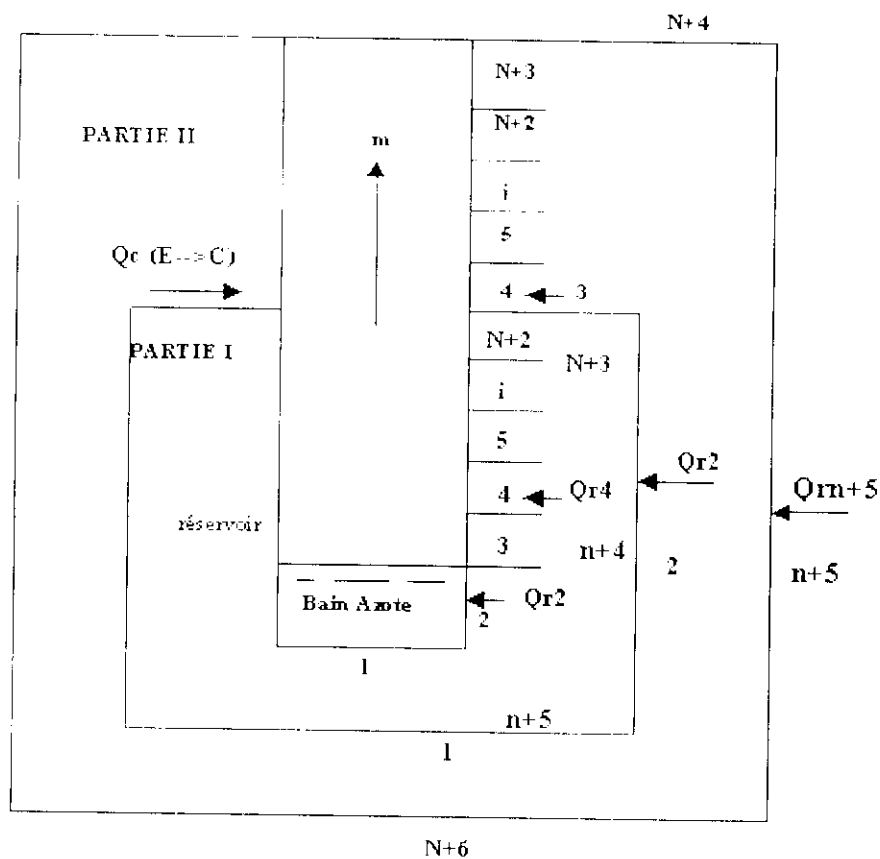 N+4
N+3
N+2
PARTIE II
m
i
5
Qc (E-->C)
4
3
N+2
PARTIE I
N+3
i
5
Qr2
4
Qr4
Qrn+5
réservoir
3
n+4
2
n+5
Bain Azote
Qr2
2
1
n+5
1
N+6